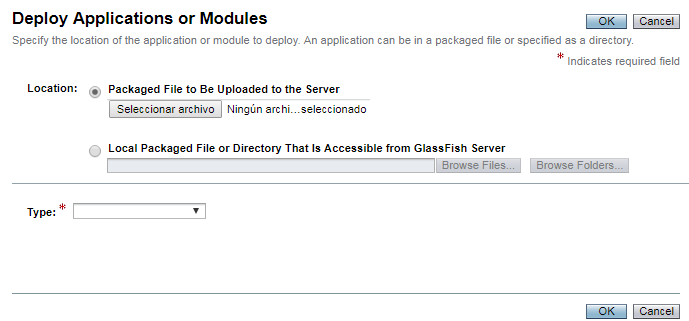 Deploy Applications or Modules
OK Cancel
Specify the location of the application or module to deploy. An application can be in a packaged file or specified as a directory.
* Indicates required field
Location: Packaged File to Be Uploaded to the Server
Seleccionar archivo Ningún archi...seleccionado
Local Packaged File or Directory That Is Accessible from GlassFish Server
Browse Files... Browse Folders...
Type: *
OK Cancel